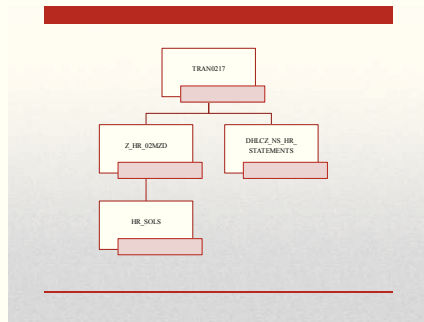 TRAN0217
Z_HR_02MZD
DHLCZ_NS_HR_
STATEMENTS
HR_SOLS